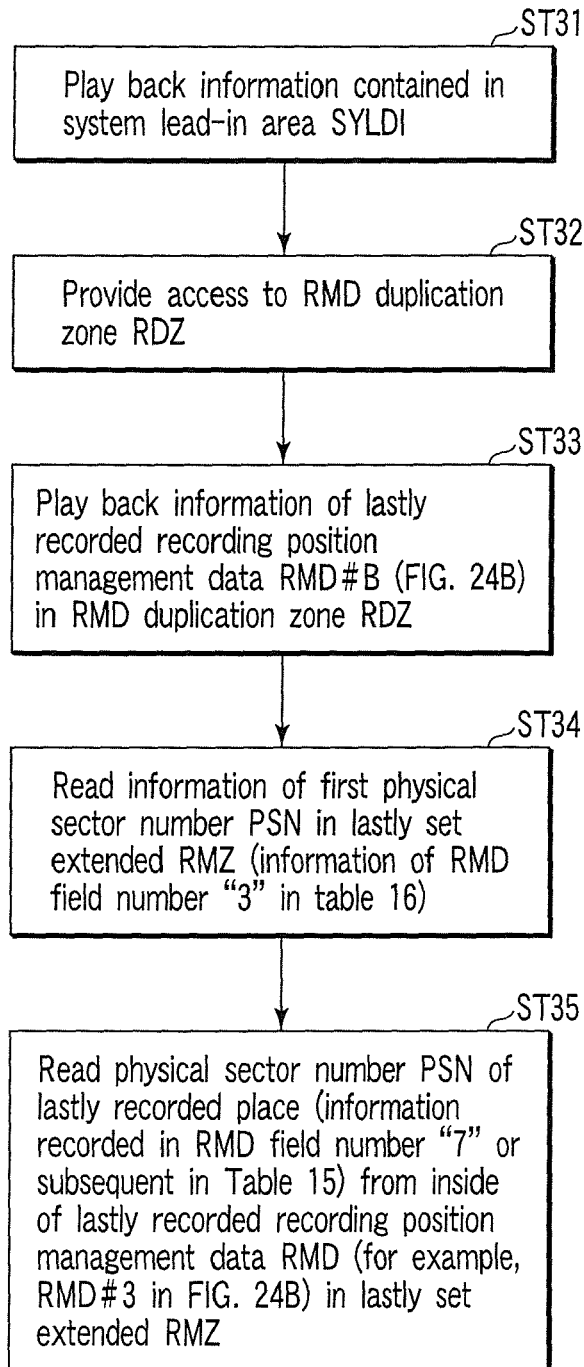 ST31
Play back information contained in
system lead-in area SYLDI
ST32
Provide access to RMD duplication
zone RDZ
ST33
Play back information of lastly
recorded recording position
management data RMD#B (FIG. 24B)
in RMD duplication zone RDZ
ST34
Read information of first physical
sector number PSN in lastly set
extended RMZ (information of RMD
field number “3” in table 16)
ST35
Read physical sector number PSN of
lastly recorded place (information
recorded in RMD field number “7” or
subsequent in Table 15) from inside
of lastly recorded recording position
management data RMD (for example,
RMD#3 in FIG. 24B) in lastly set
extended RMZ